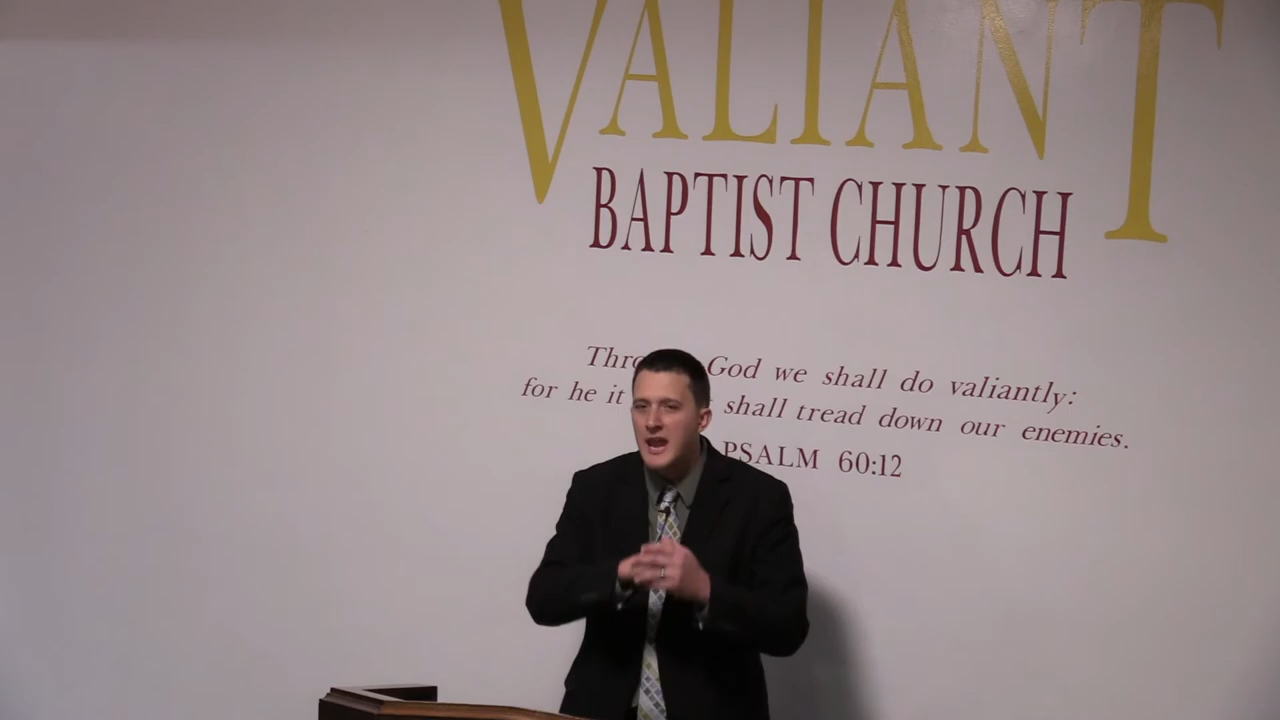 VALIANT
BAPTIST CHURCH
God we shall do valiantly:
for he it shall tread down our enemies.
PSALM 60:12